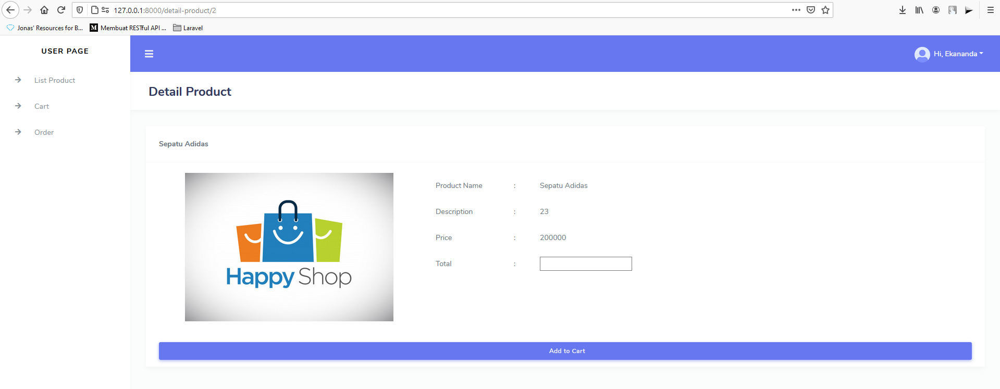 127.0.0.1:8000/detail-product/2
Jonas' Resources for B...
Membuat RESTful API ...
Laravel
USER PAGE
Hi, Ekananda
List Product
Cart
Order
Detail Product
Sepatu Adidas
Happy Shop
Product Name : Sepatu Adidas
Description : 23
Price : 200000
Total :
Add to Cart